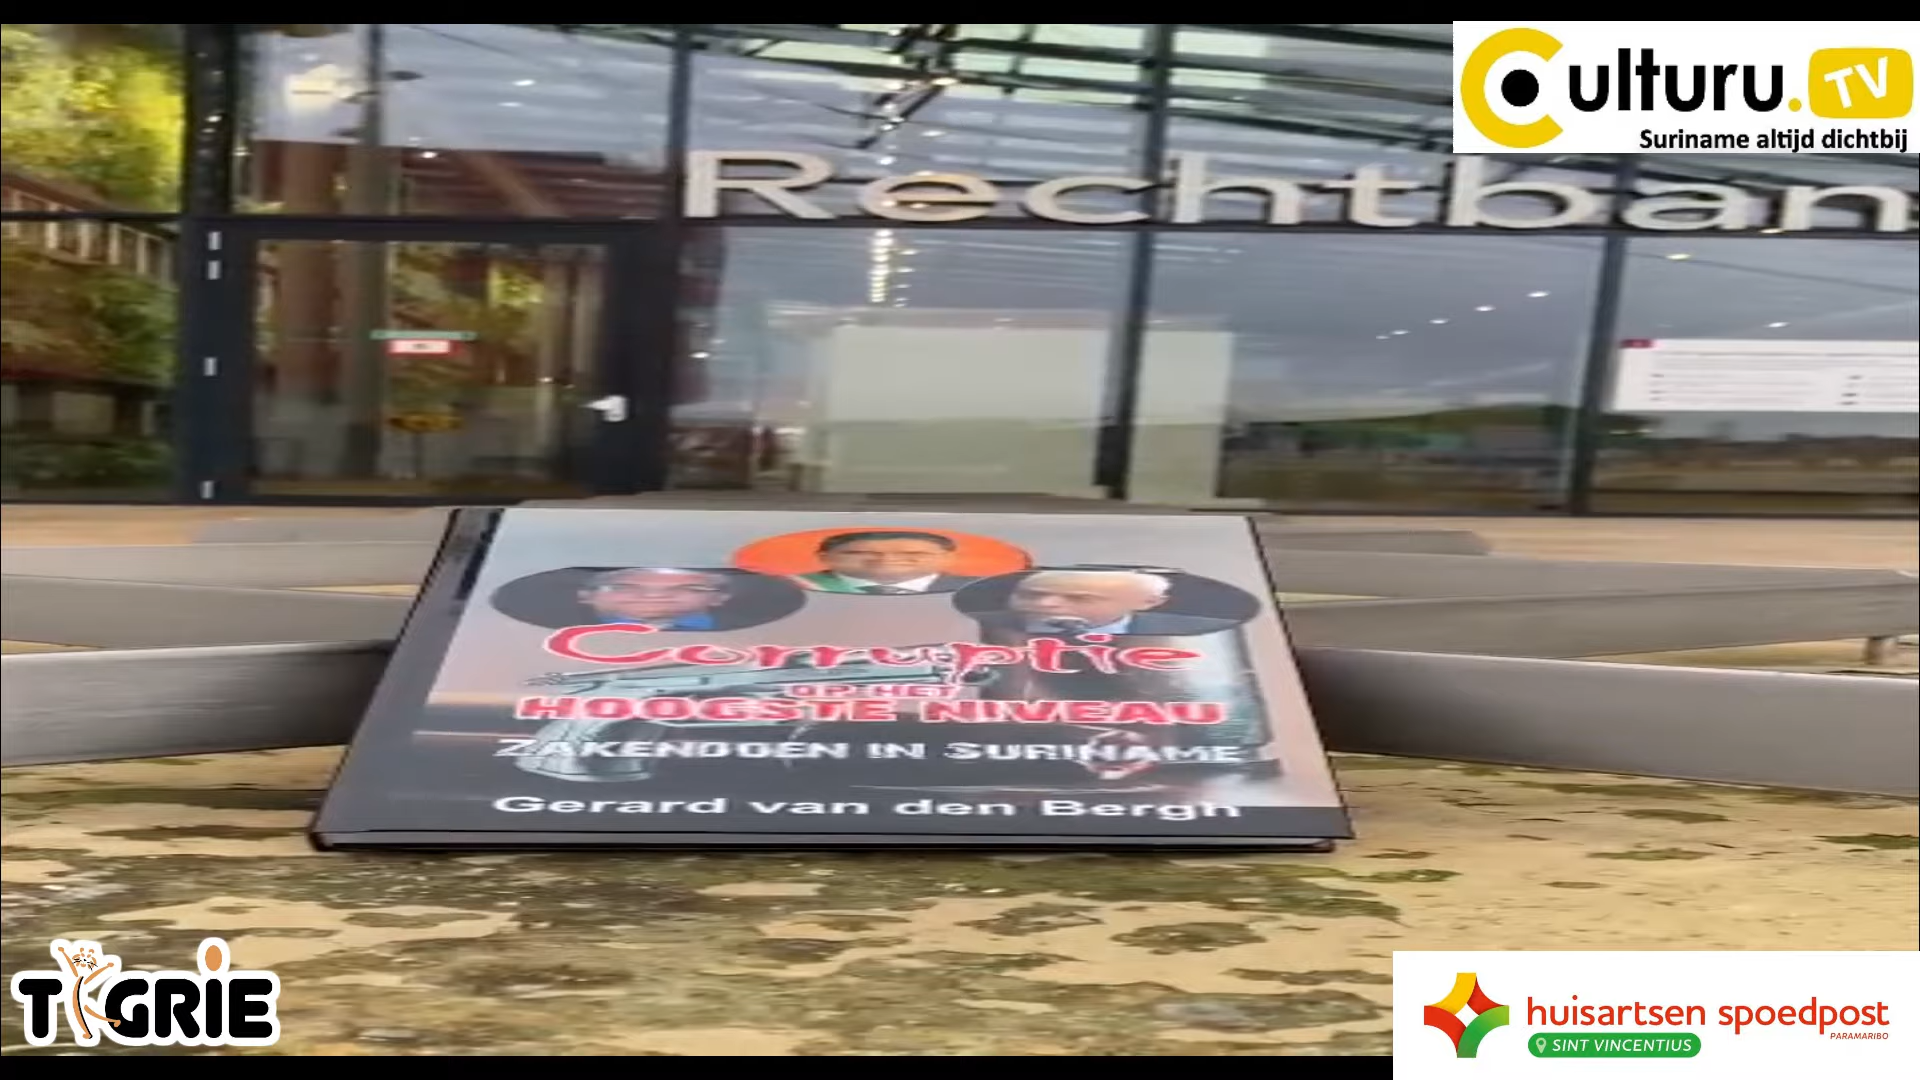 Culturu.TV
Suriname altijd dichtbij
Rechtban
Corruptie
OP HET
HOOGSTE NIVEAU
ZAKENDOEN IN SURINAME
Gerard van den Bergh
TIGRIE
huisartsen spoedpost
PARAMARIBO
SINT VINCENTIUS